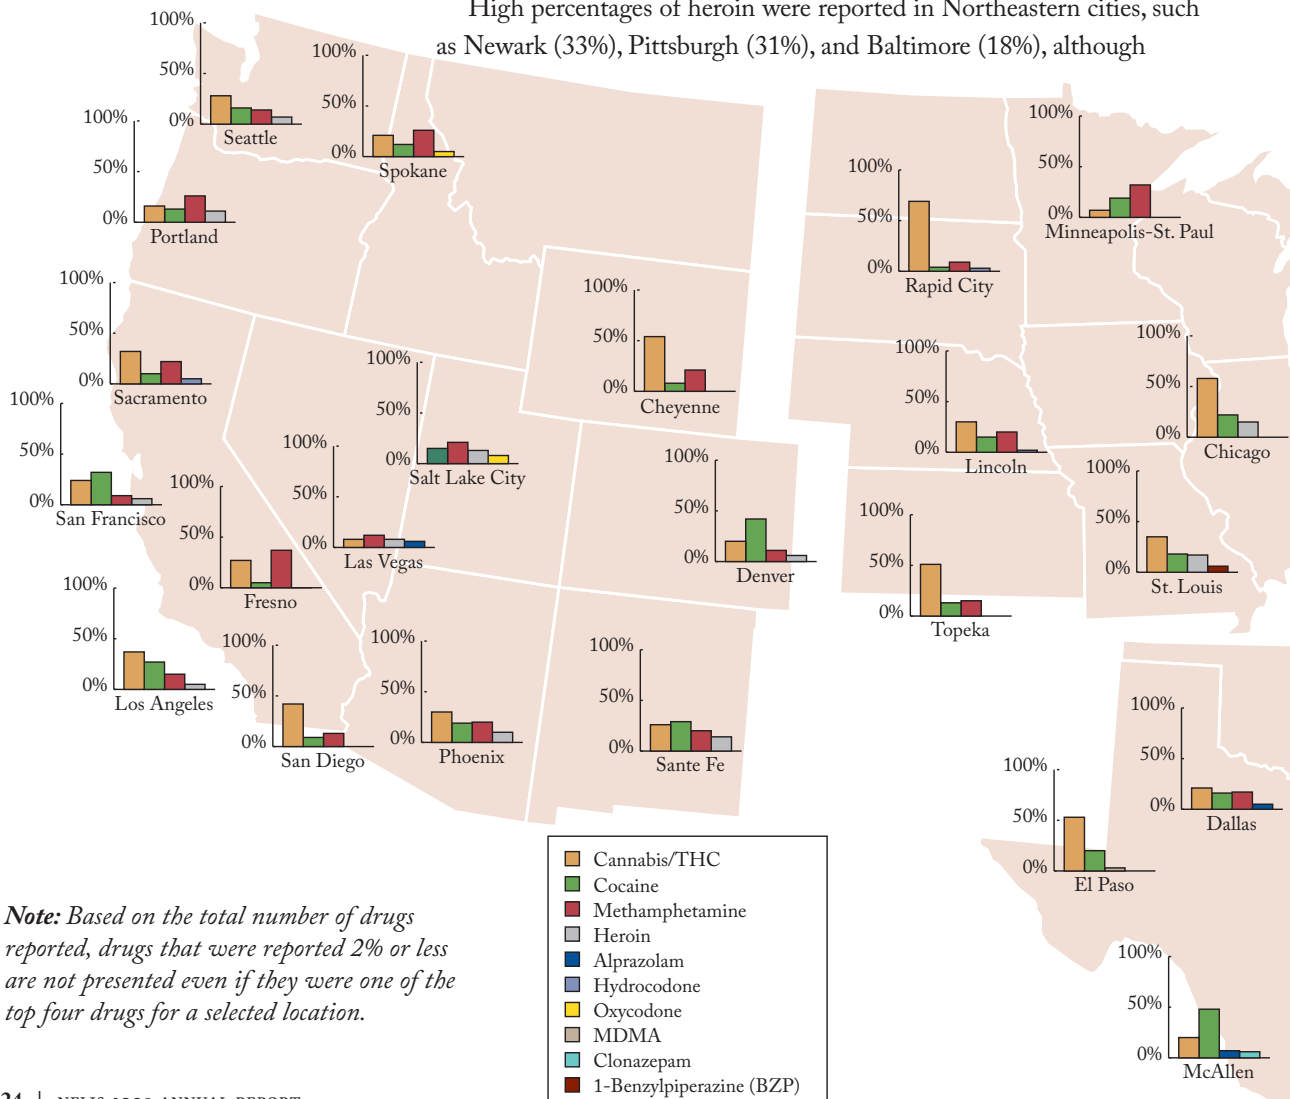 High percentages of heroin were reported in Northeastern cities, such
as Newark (33%), Pittsburgh (31%), and Baltimore (18%), although
100%
50%
0%
Seattle
100%
50%
0%
Spokane
100%
50%
0%
Portland
100%
50%
0%
Minneapolis-St. Paul
100%
50%
0%
Rapid City
100%
50%
0%
Sacramento
100%
50%
0%
Cheyenne
100%
50%
0%
Chicago
100%
50%
0%
Lincoln
100%
50%
0%
Salt Lake City
100%
50%
0%
San Francisco
100%
50%
0%
Las Vegas
100%
50%
0%
Fresno
100%
50%
0%
Denver
100%
50%
0%
St. Louis
100%
50%
0%
Topeka
100%
50%
0%
Los Angeles
100%
50%
0%
San Diego
100%
50%
0%
Phoenix
100%
50%
0%
Sante Fe
100%
50%
0%
Dallas
100%
50%
0%
El Paso
100%
50%
0%
McAllen
Cannabis/THC
Cocaine
Methamphetamine
Heroin
Alprazolam
Hydrocodone
Oxycodone
MDMA
Clonazepam
1-Benzylpiperazine (BZP)
Note: Based on the total number of drugs
reported, drugs that were reported 2% or less
are not presented even if they were one of the
top four drugs for a selected location.